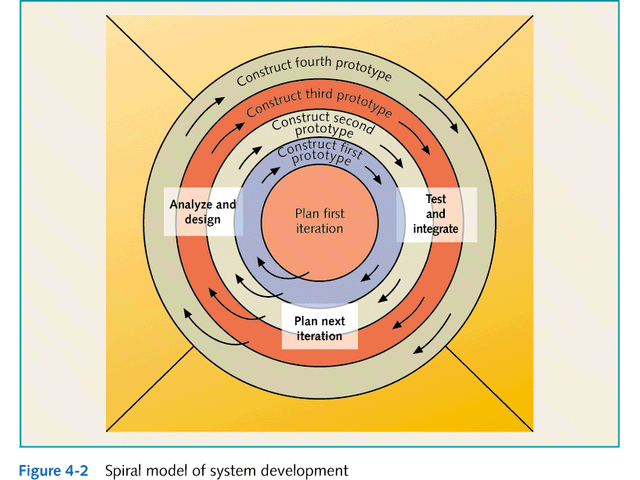 Construct fourth prototype
Construct third prototype
Construct second
prototype
Construct first
prototype
Analyze and
design
Plan first
iteration
Test
and
integrate
Plan next
iteration
Figure 4-2 Spiral model of system development